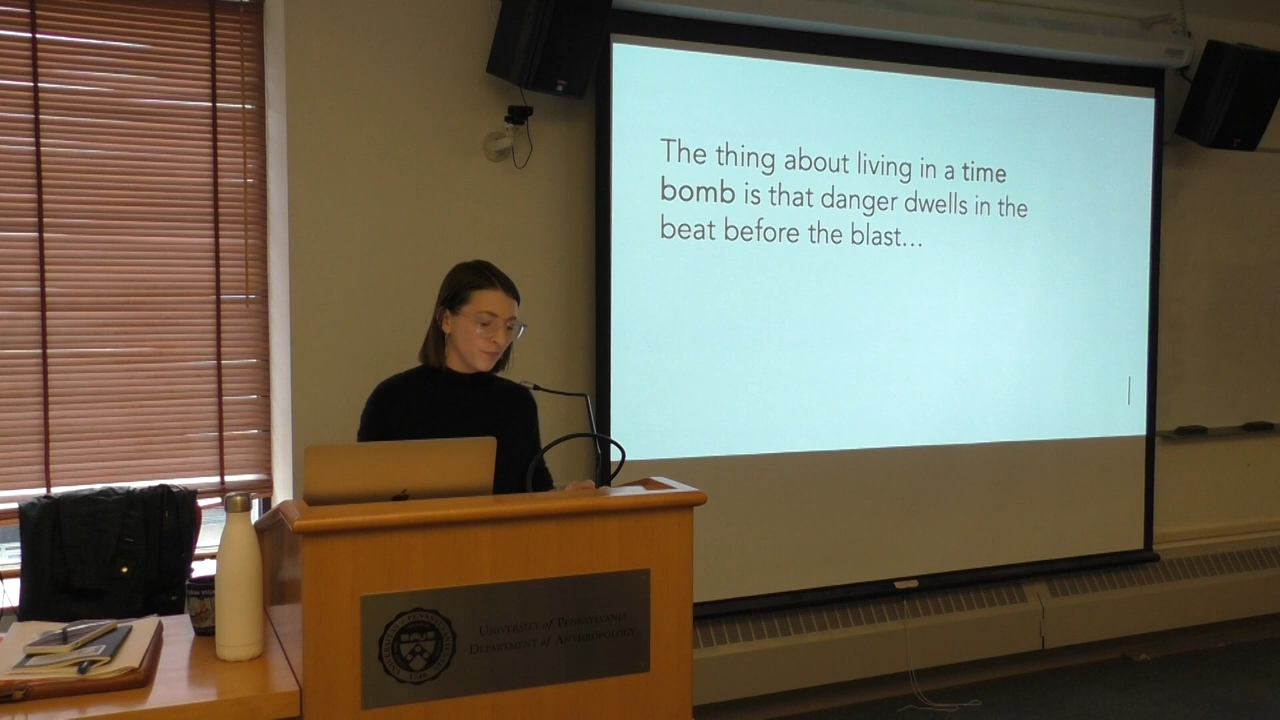 The thing about living in a time
bomb is that danger dwells in the
beat before the blast…
University of Pennsylvania
Department of Anthropology